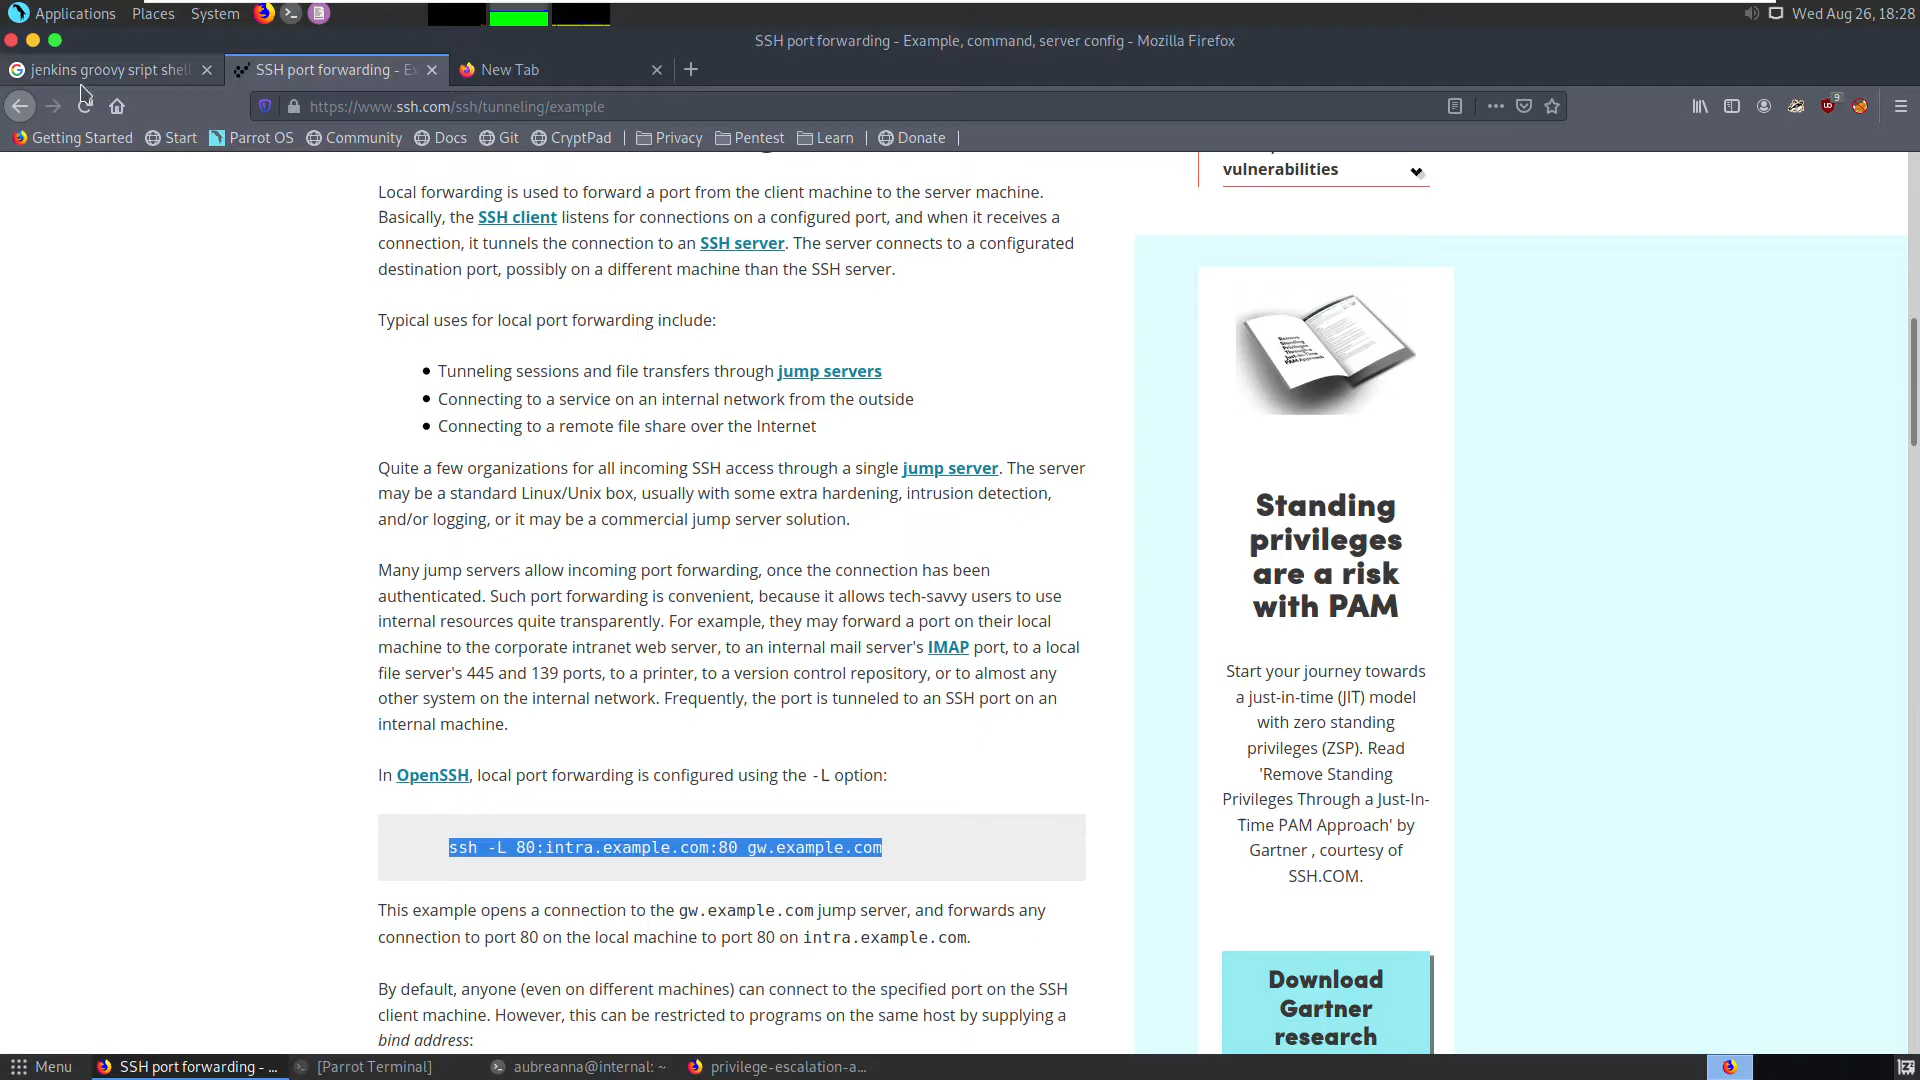 Applications Places System
Wed Aug 26, 18:28
SSH port forwarding - Example, command, server config - Mozilla Firefox
jenkins groovy sript shell
SSH port forwarding - Ex
New Tab
https://www.ssh.com/ssh/tunneling/example
9
Getting Started Start Parrot OS Community Docs Git CryptPad Privacy Pentest Learn Donate
Local forwarding is used to forward a port from the client machine to the server machine.
Basically, the SSH client listens for connections on a configured port, and when it receives a
connection, it tunnels the connection to an SSH server. The server connects to a configurated
destination port, possibly on a different machine than the SSH server.
Typical uses for local port forwarding include:
Tunneling sessions and file transfers through jump servers
Connecting to a service on an internal network from the outside
Connecting to a remote file share over the Internet
Quite a few organizations for all incoming SSH access through a single jump server. The server
may be a standard Linux/Unix box, usually with some extra hardening, intrusion detection,
and/or logging, or it may be a commercial jump server solution.
Many jump servers allow incoming port forwarding, once the connection has been
authenticated. Such port forwarding is convenient, because it allows tech-savvy users to use
internal resources quite transparently. For example, they may forward a port on their local
machine to the corporate intranet web server, to an internal mail server's IMAP port, to a local
file server's 445 and 139 ports, to a printer, to a version control repository, or to almost any
other system on the internal network. Frequently, the port is tunneled to an SSH port on an
internal machine.
In OpenSSH, local port forwarding is configured using the -L option:
ssh -L 80:intra.example.com:80 gw.example.com
This example opens a connection to the gw.example.com jump server, and forwards any
connection to port 80 on the local machine to port 80 on intra.example.com.
By default, anyone (even on different machines) can connect to the specified port on the SSH
client machine. However, this can be restricted to programs on the same host by supplying a
bind address:
vulnerabilities
Remove
Standing
Privileges
Through a
Just-in-Time
PAM Approach
Standing
privileges
are a risk
with PAM
Start your journey towards
a just-in-time (JIT) model
with zero standing
privileges (ZSP). Read
'Remove Standing
Privileges Through a Just-In-
Time PAM Approach' by
Gartner , courtesy of
SSH.COM.
Download
Gartner
research
Menu
SSH port forwarding - ...
[Parrot Terminal]
aubreanna@internal: ~
privilege-escalation-a...